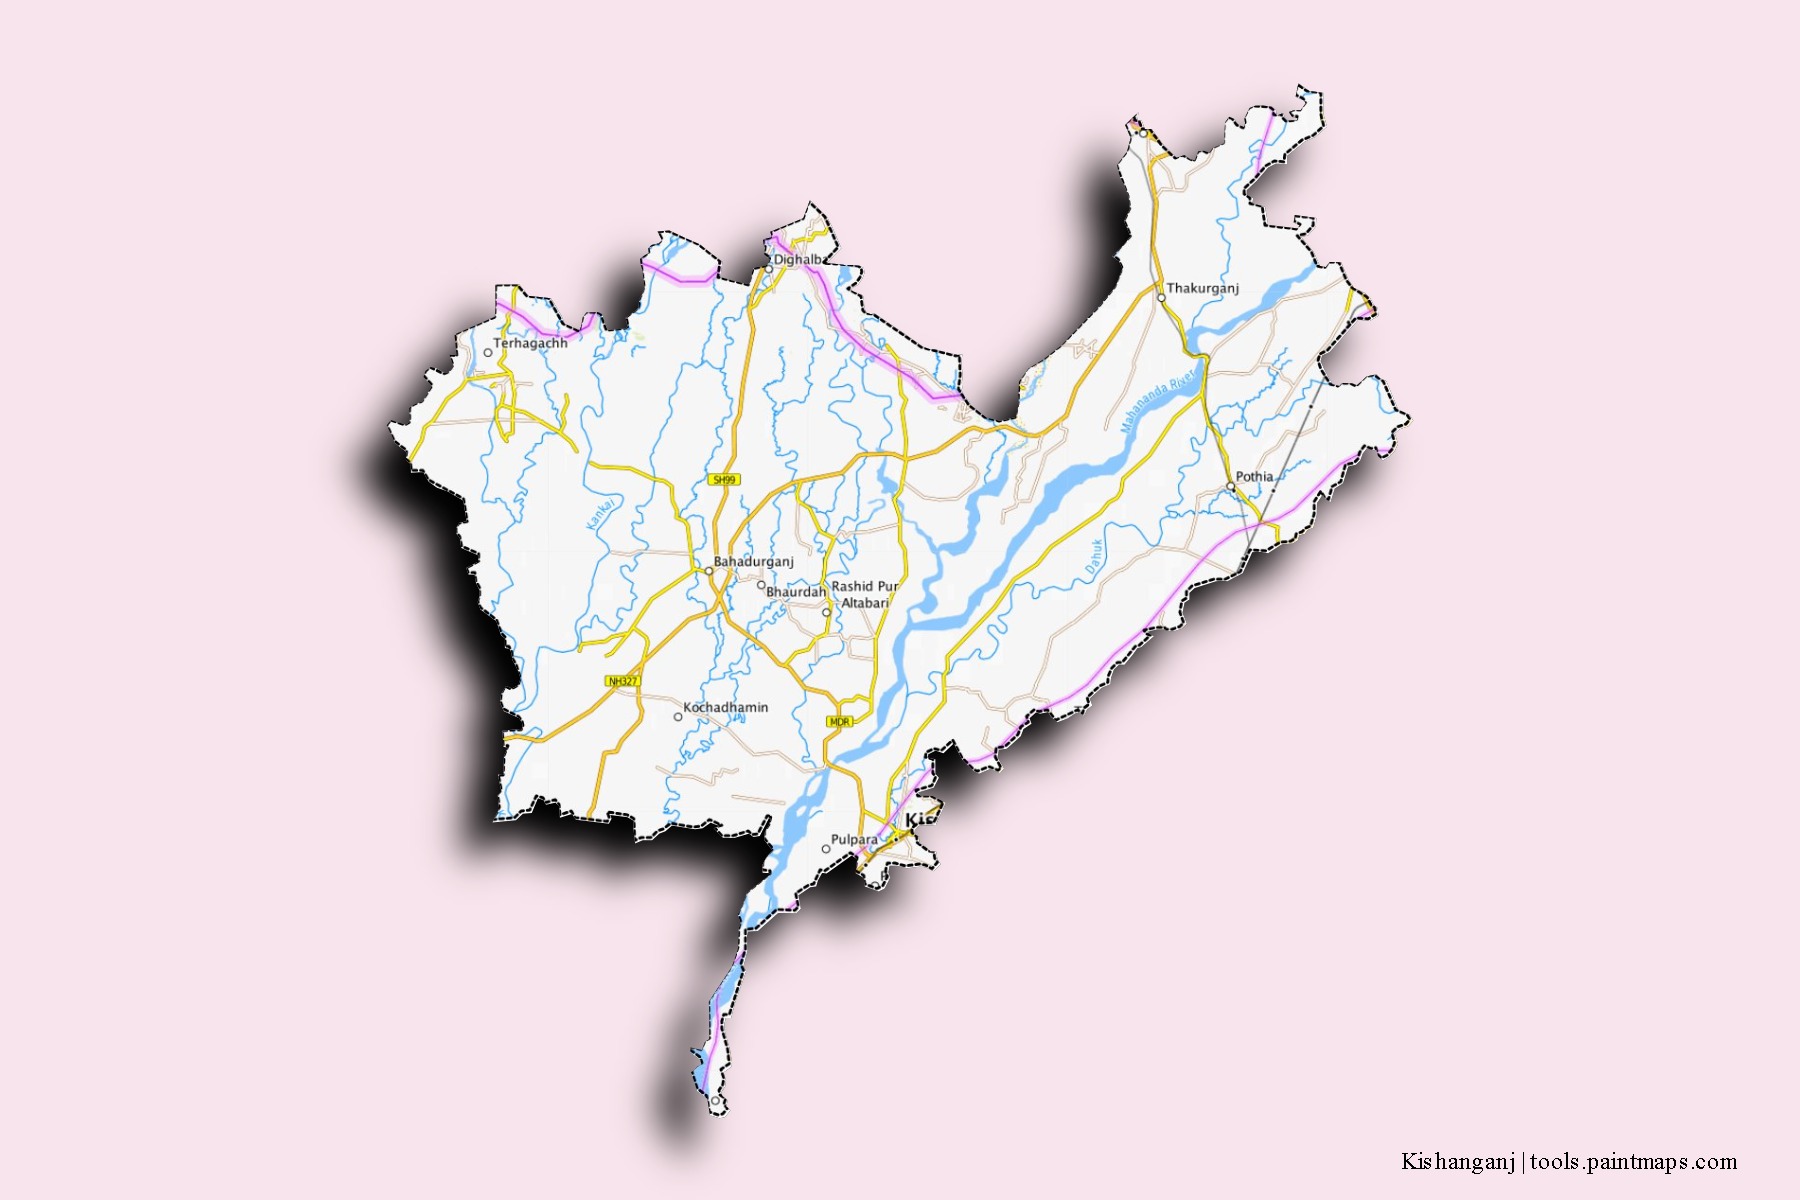 Dighalba
Thakurganj
Terhagachh
Mahananda River
SH99
Pothia
Kankai
Dahuk
Bahadurganj
Bhaurdah
Rashid Pur
Altabari
NH327
Kochadhamin
MDR
Kis
Pulpara
Kishanganj|tools.paintmaps.com